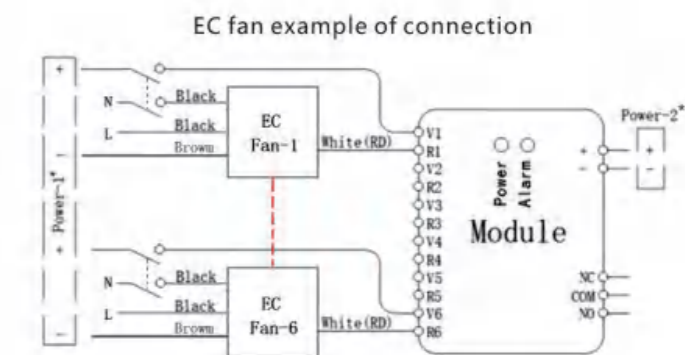 EC fan example of connection
+
N
L
-
Power-1*
+
N
L
-
Black
Black
Brown
EC
Fan-1
White(RD)
Black
Black
Brown
EC
Fan-6
White(RD)
V1
R1
V2
R2
V3
R3
V4
R4
V5
R5
V6
R6
Power
Alarm
Module
+
-
NC
COM
NO
Power-2*
+
-